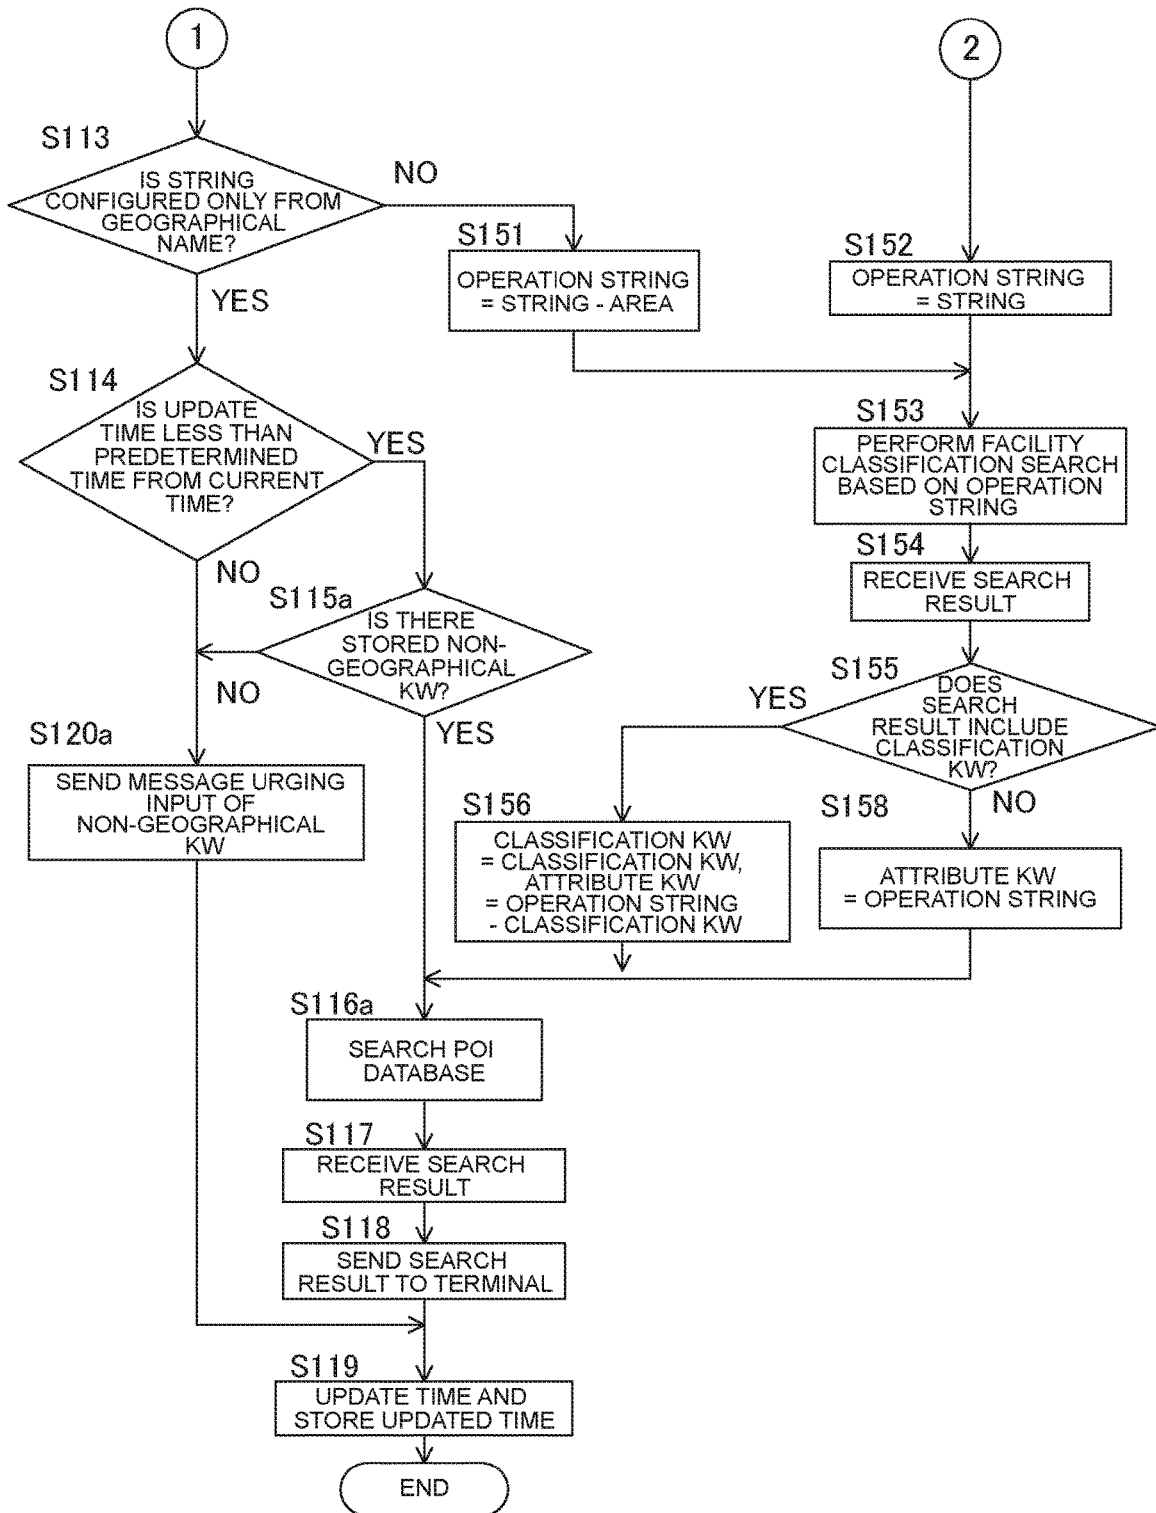 1
2
S113
IS STRING
CONFIGURED ONLY FROM
GEOGRAPHICAL
NAME?
NO
YES
S151
OPERATION STRING
= STRING - AREA
S152
OPERATION STRING
= STRING
S114
IS UPDATE
TIME LESS THAN
PREDETERMINED
TIME FROM CURRENT
TIME?
YES
NO
S153
PERFORM FACILITY
CLASSIFICATION SEARCH
BASED ON OPERATION
STRING
S154
RECEIVE SEARCH
RESULT
S115a
IS THERE
STORED NON-
GEOGRAPHICAL
KW?
NO
YES
S155
DOES
SEARCH
RESULT INCLUDE
CLASSIFICATION
KW?
YES
NO
S120a
SEND MESSAGE URGING
INPUT OF
NON-GEOGRAPHICAL
KW
S156
CLASSIFICATION KW
= CLASSIFICATION KW,
ATTRIBUTE KW
= OPERATION STRING
- CLASSIFICATION KW
S158
ATTRIBUTE KW
= OPERATION STRING
S116a
SEARCH POI
DATABASE
S117
RECEIVE SEARCH
RESULT
S118
SEND SEARCH
RESULT TO TERMINAL
S119
UPDATE TIME AND
STORE UPDATED TIME
END